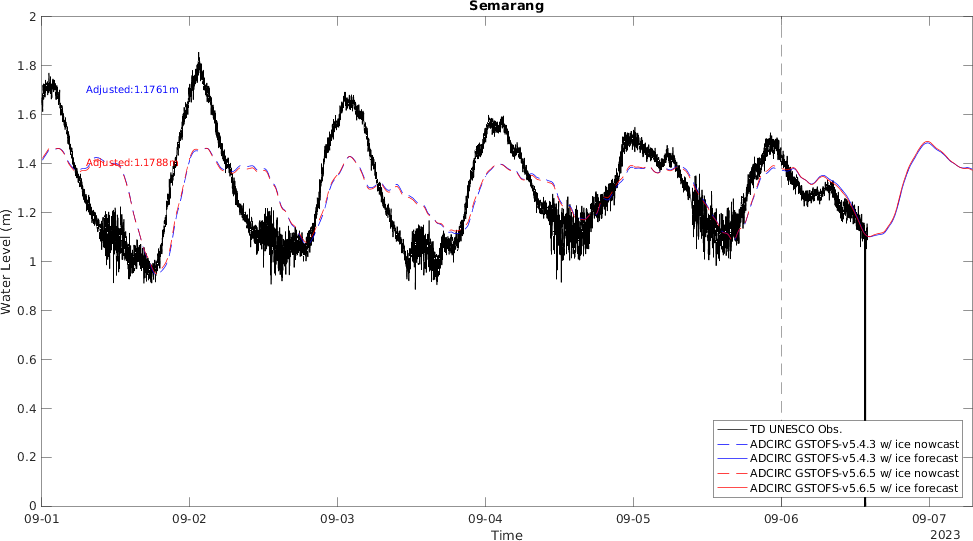 Semarang
2
1.8
1.6
1.4
1.2
1
0.8
0.6
0.4
0.2
0
Water Level (m)
Adjusted:1.1761m
Adjusted:1.1788m
TD UNESCO Obs.
ADCIRC GSTOFS-v5.4.3 w/ ice nowcast
ADCIRC GSTOFS-v5.4.3 w/ ice forecast
ADCIRC GSTOFS-v5.6.5 w/ ice nowcast
ADCIRC GSTOFS-v5.6.5 w/ ice forecast
09-01 09-02 09-03 09-04 09-05 09-06 09-07
Time
2023